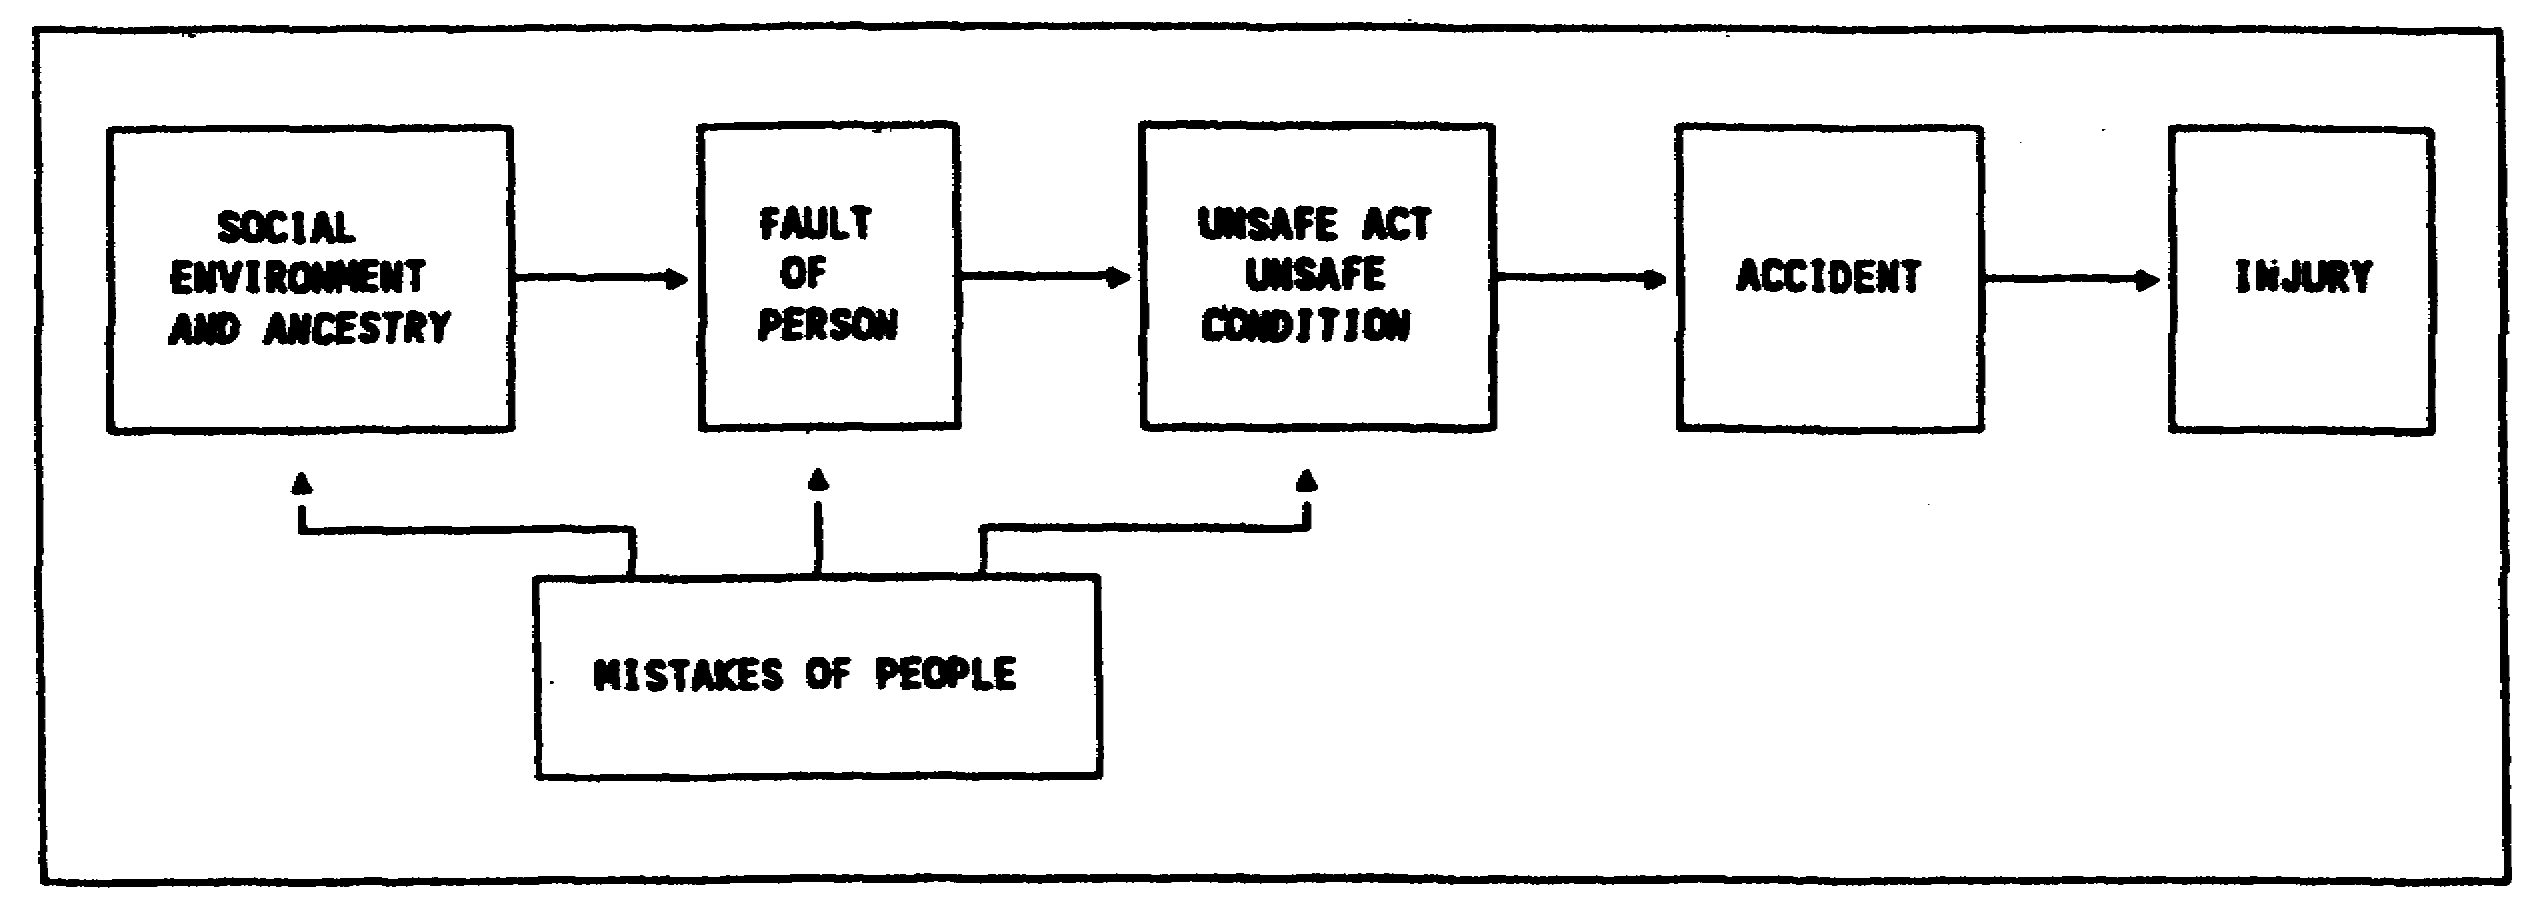 SOCIAL
ENVIRONMENT
AND ANCESTRY
FAULT
OF
PERSON
UNSAFE ACT
UNSAFE
CONDITION
ACCIDENT
INJURY
MISTAKES OF PEOPLE